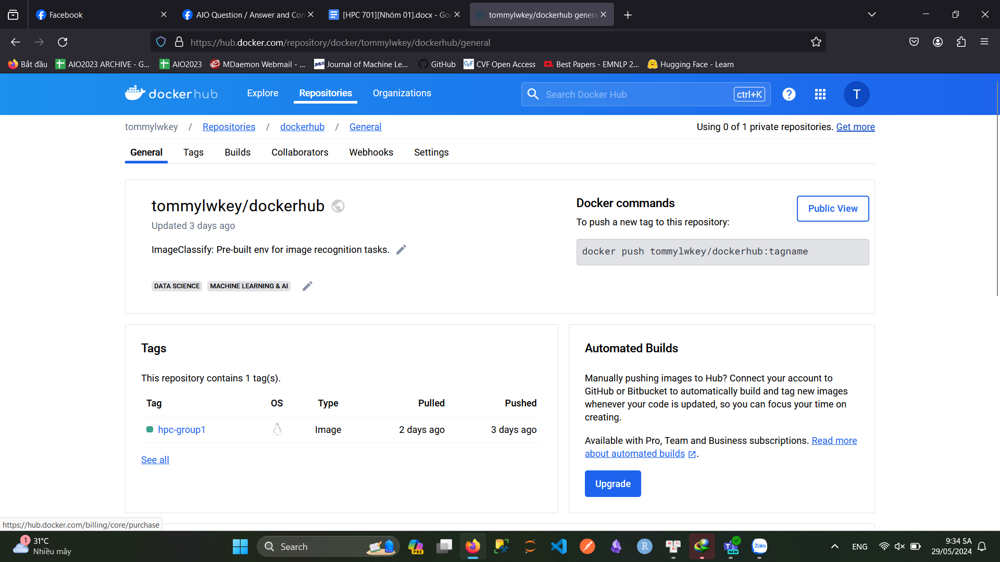 Facebook
AIO Question / Answer and Con
[HPC 701][Nhóm 01].docx - Goo
tommylwkey/dockerhub genera
https://hub.docker.com/repository/docker/tommylwkey/dockerhub/general
Bắt đầu
AIO2023 ARCHIVE - G...
AIO2023
MDaemon Webmail - ...
Journal of Machine Le...
GitHub
CVF Open Access
Best Papers - EMNLP 2...
Hugging Face - Learn
dockerhub
Explore
Repositories
Organizations
Search Docker Hub
ctrl+K
?
T
tommylwkey / Repositories / dockerhub / General
Using 0 of 1 private repositories. Get more
General
Tags
Builds
Collaborators
Webhooks
Settings
tommylwkey/dockerhub
Updated 3 days ago
ImageClassify: Pre-built env for image recognition tasks.
DATA SCIENCE
MACHINE LEARNING & AI
Docker commands
Public View
To push a new tag to this repository:
docker push tommylwkey/dockerhub:tagname
Tags
This repository contains 1 tag(s).
Tag OS Type Pulled Pushed
hpc-group1 Image 2 days ago 3 days ago
See all
Automated Builds
Manually pushing images to Hub? Connect your account to
GitHub or Bitbucket to automatically build and tag new images
whenever your code is updated, so you can focus your time on
creating.
Available with Pro, Team and Business subscriptions. Read more
about automated builds .
Upgrade
https://hub.docker.com/billing/core/purchase
1
31°C
Nhiều mây
Search
PRE
R
NEW
Zalo
ENG
9:34 SA
29/05/2024